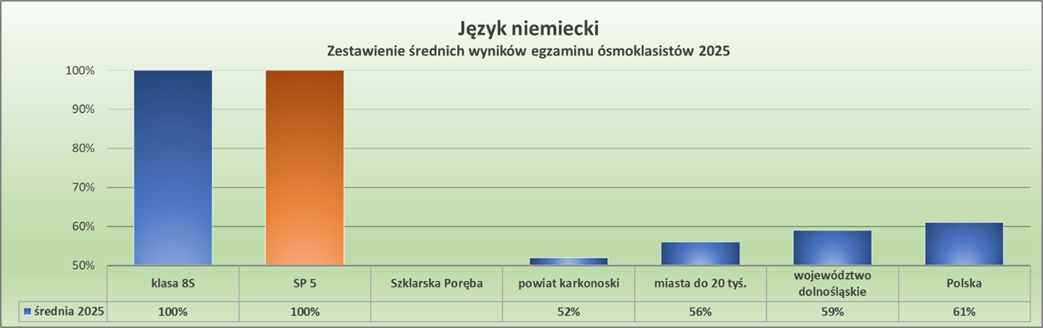 Język niemiecki
Zestawienie średnich wyników egzaminu ósmoklasistów 2025
100%
90%
80%
70%
60%
50%
klasa 8S SP 5 Szklarska Poręba powiat karkonoski miasta do 20 tyś. województwo dolnośląskie Polska
średnia 2025 100% 100% 52% 56% 59% 61%